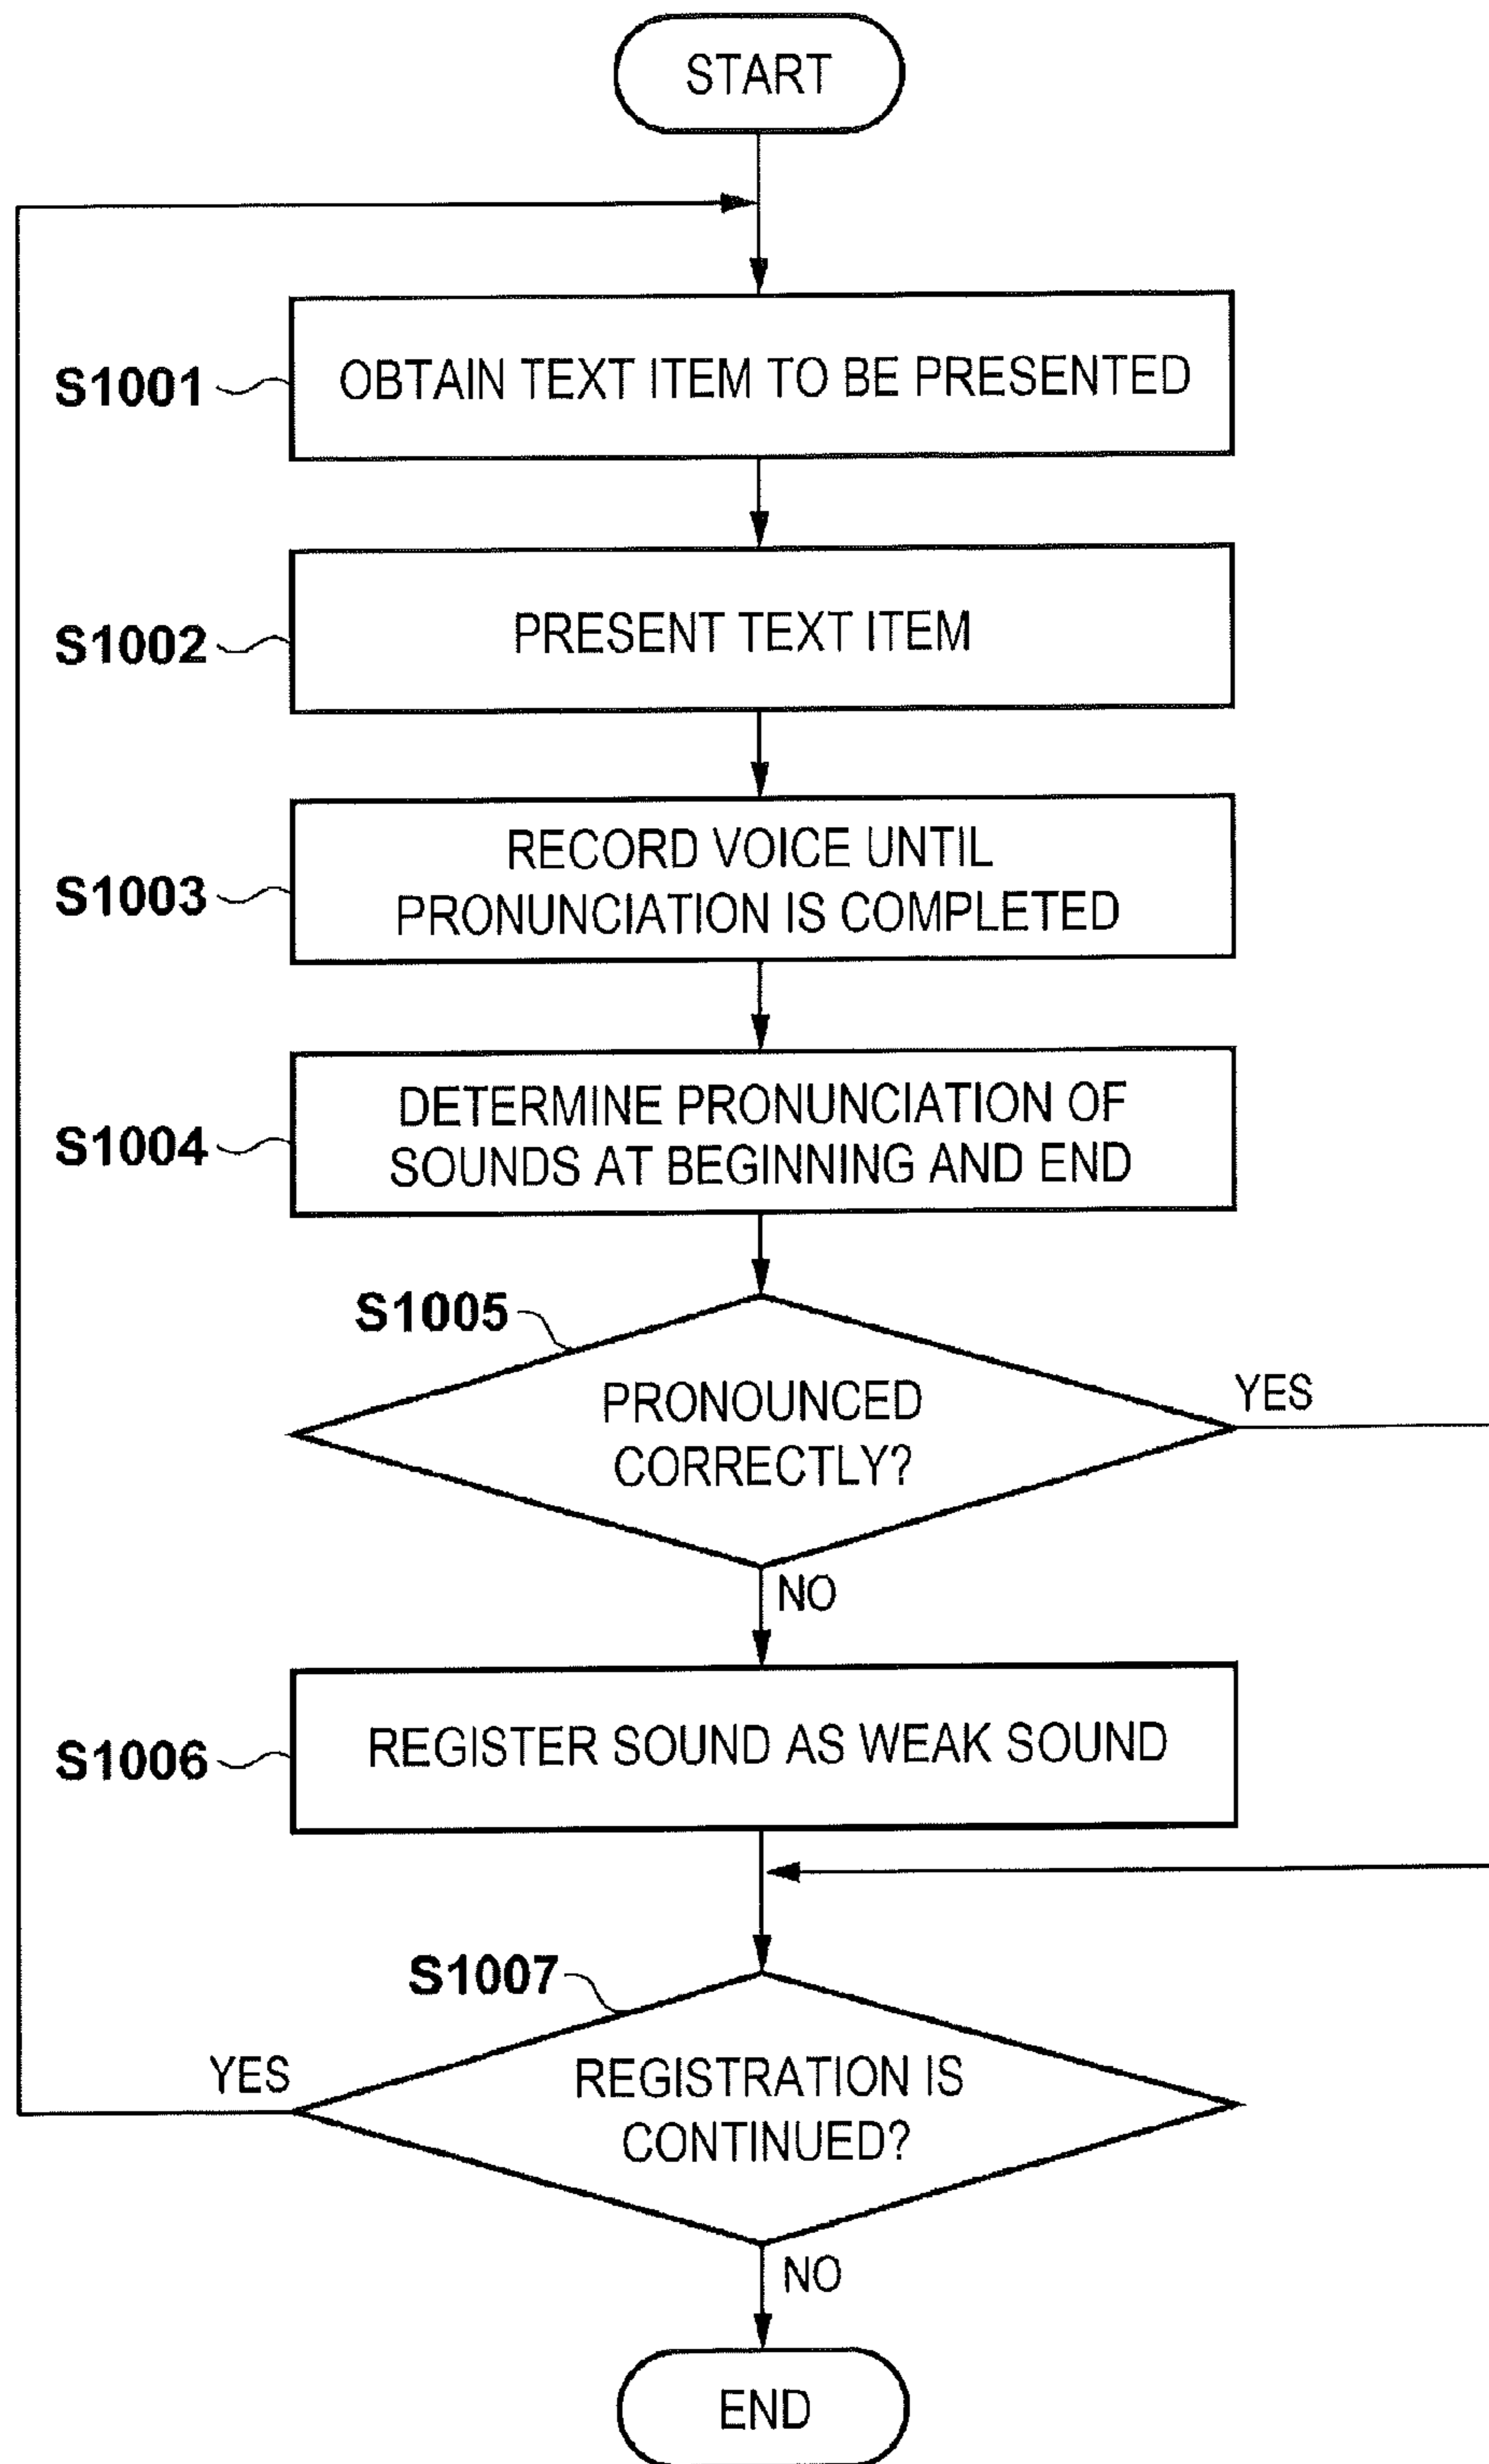 START
S1001
OBTAIN TEXT ITEM TO BE PRESENTED
S1002
PRESENT TEXT ITEM
S1003
RECORD VOICE UNTIL
PRONUNCIATION IS COMPLETED
S1004
DETERMINE PRONUNCIATION OF
SOUNDS AT BEGINNING AND END
S1005
PRONOUNCED
CORRECTLY?
YES
NO
S1006
REGISTER SOUND AS WEAK SOUND
S1007
YES
REGISTRATION IS
CONTINUED?
NO
END